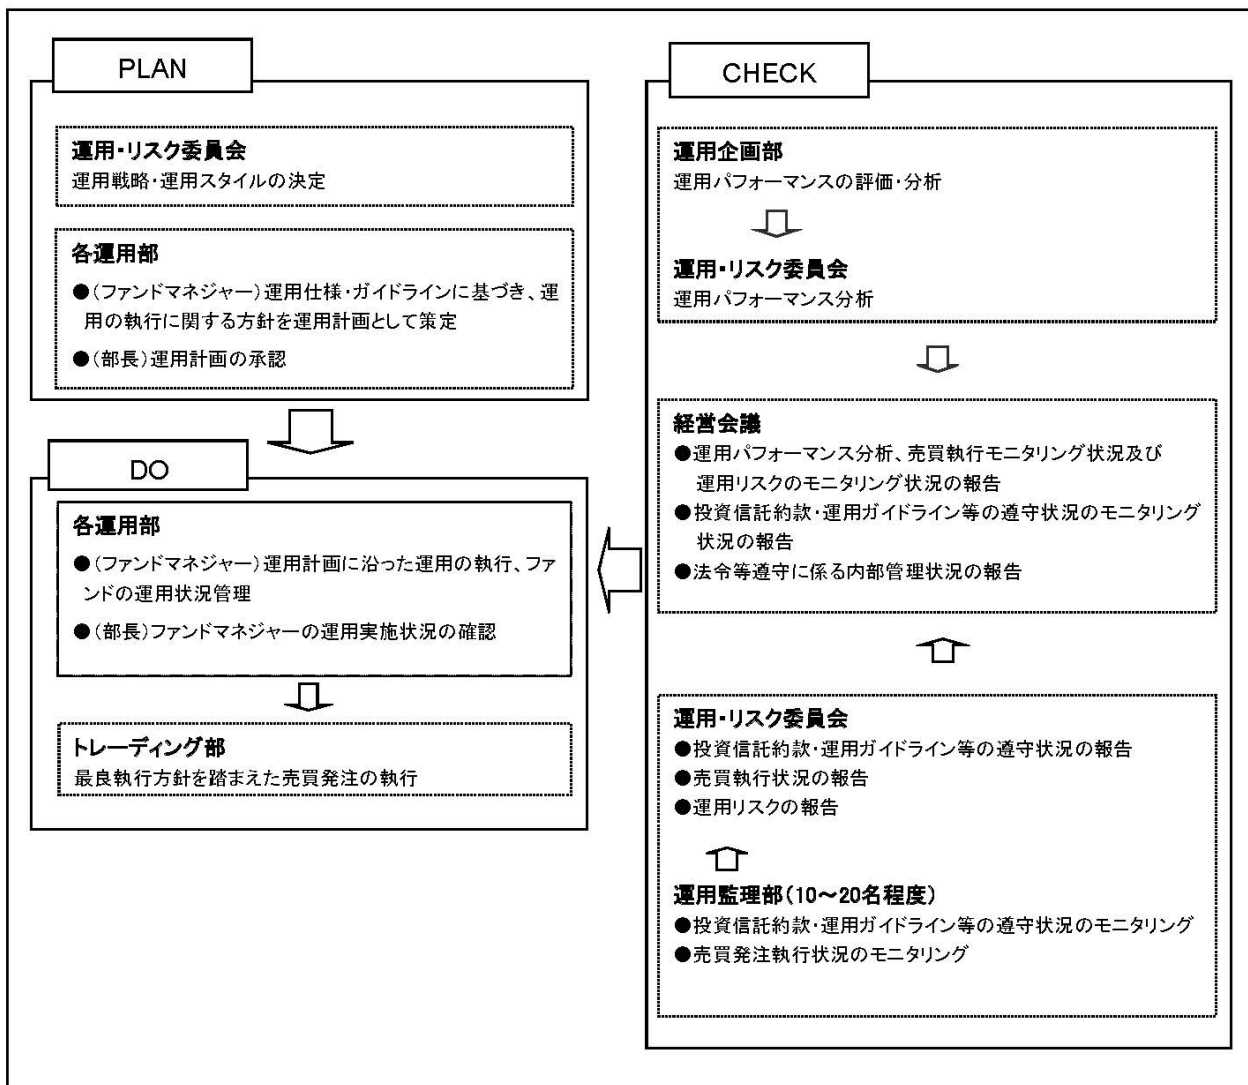 PLAN
運用・リスク委員会
運用戦略・運用スタイルの決定
各運用部
●(ファンドマネジャー)運用仕様・ガイドラインに基づき、運
用の執行に関する方針を運用計画として策定
●(部長)運用計画の承認
DO
各運用部
●(ファンドマネジャー)運用計画に沿った運用の執行、ファ
ンドの運用状況管理
●(部長)ファンドマネジャーの運用実施状況の確認
トレーディング部
最良執行方針を踏まえた売買発注の執行
CHECK
運用企画部
運用パフォーマンスの評価・分析
運用・リスク委員会
運用パフォーマンス分析
経営会議
●運用パフォーマンス分析、売買執行モニタリング状況及び
運用リスクのモニタリング状況の報告
●投資信託約款・運用ガイドライン等の遵守状況のモニタリング
状況の報告
●法令等遵守に係る内部管理状況の報告
運用・リスク委員会
●投資信託約款・運用ガイドライン等の遵守状況の報告
●売買執行状況の報告
●運用リスクの報告
運用監理部(10~20名程度)
●投資信託約款・運用ガイドライン等の遵守状況のモニタリング
●売買発注執行状況のモニタリング